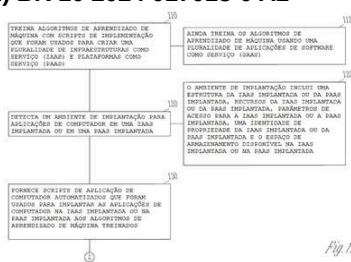 110
TREINA ALGORITMOS DE APRENDIZADO DE
MÁQUINA COM SCRIPTS DE IMPLEMENTAÇÃO
QUE FORAM USADOS PARA CRIAR UMA
PLURALIDADE DE INFRAESTRUTURAS COMO
SERVIÇO (IAAS) E PLATAFORMAS COMO
SERVIÇO (PAAS)
AINDA TREINA OS ALGORITMOS DE
APRENDIZADO DE MÁQUINA USANDO UMA
PLURALIDADE DE APLICAÇÕES DE SOFTWARE
COMO SERVIÇO (SAAS)
120
DETECTA UM AMBIENTE DE IMPLANTAÇÃO PARA
APLICAÇÕES DE COMPUTADOR EM UMA IAAS
IMPLANTADA OU EM UMA PAAS IMPLANTADA
O AMBIENTE DE IMPLANTAÇÃO INCLUI UMA
ESTRUTURA DA IAAS IMPLANTADA OU DA PAAS
IMPLANTADA, RECURSOS DA IAAS IMPLANTADA
OU DA PAAS IMPLANTADA, PARÂMETROS DE
ACESSO PARA A IAAS IMPLANTADA OU A PAAS
IMPLANTADA, UMA IDENTIDADE DE
PROPRIEDADE DA IAAS IMPLANTADA OU DA
PAAS IMPLANTADA E O ESPAÇO DE
ARMAZENAMENTO DISPONÍVEL NA IAAS
IMPLANTADA OU NA PAAS IMPLANTADA
130
FORNECE SCRIPTS DE APLICAÇÃO DE
COMPUTADOR AUTOMATIZADOS QUE FORAM
USADOS PARA IMPLANTAR AS APLICAÇÕES DE
COMPUTADOR NA IAAS IMPLANTADA OU NA
PAAS IMPLANTADA AOS ALGORITMOS DE
APRENDIZADO DE MÁQUINA TREINADOS